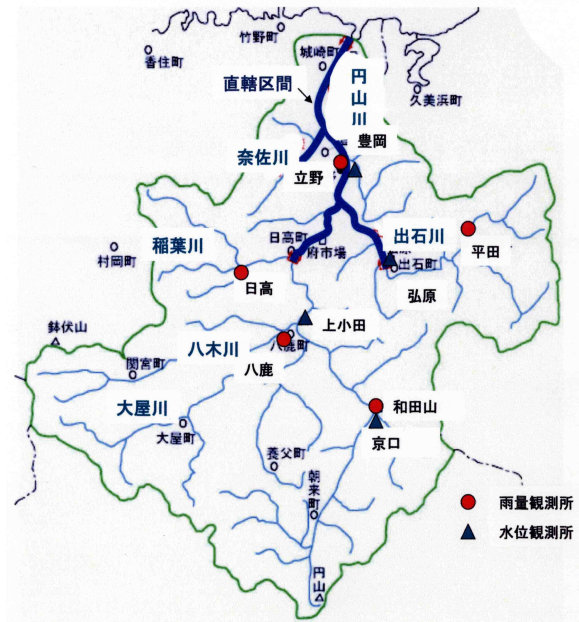 竹野町
香住町
城崎町
直轄区間
円山川
久美浜町
豊岡
奈佐川
立野
稲葉川
日高町
府市場
出石川
平田
村岡町
日高
出石町
弘原
鉢伏山
上小田
八木川
八鹿町
関宮町
八鹿
大屋川
和田山
大屋町
京口
養父町
朝来町
雨量観測所
水位観測所
円山